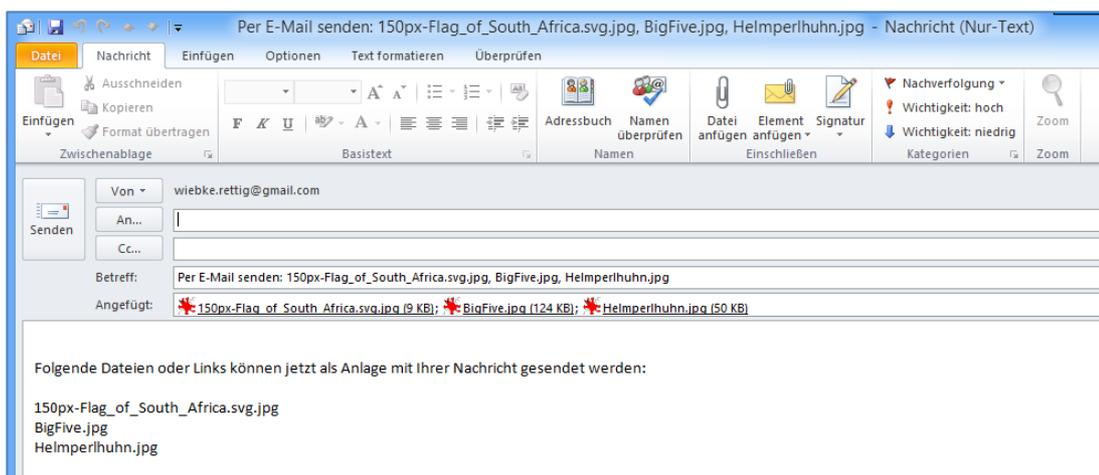 Per E-Mail senden: 150px-Flag_of_South_Africa.svg.jpg, BigFive.jpg, Helmperlhuhn.jpg - Nachricht (Nur-Text)
Datei Nachricht Einfügen Optionen Text formatieren Überprüfen
Einfügen
Ausschneiden
Kopieren
Format übertragen
Zwischenablage
F K U
Basistext
Adressbuch
Namen überprüfen
Namen
Datei anfügen
Element anfügen
Signatur
Einschließen
Nachverfolgung
Wichtigkeit: hoch
Wichtigkeit: niedrig
Kategorien
Zoom
Zoom
Senden
Von wiebke.rettig@gmail.com
An...
Cc...
Betreff: Per E-Mail senden: 150px-Flag_of_South_Africa.svg.jpg, BigFive.jpg, Helmperlhuhn.jpg
Angefügt: 150px-Flag_of_South_Africa.svg.jpg (9 KB); BigFive.jpg (124 KB); Helmperlhuhn.jpg (50 KB)
Folgende Dateien oder Links können jetzt als Anlage mit Ihrer Nachricht gesendet werden:
150px-Flag_of_South_Africa.svg.jpg
BigFive.jpg
Helmperlhuhn.jpg